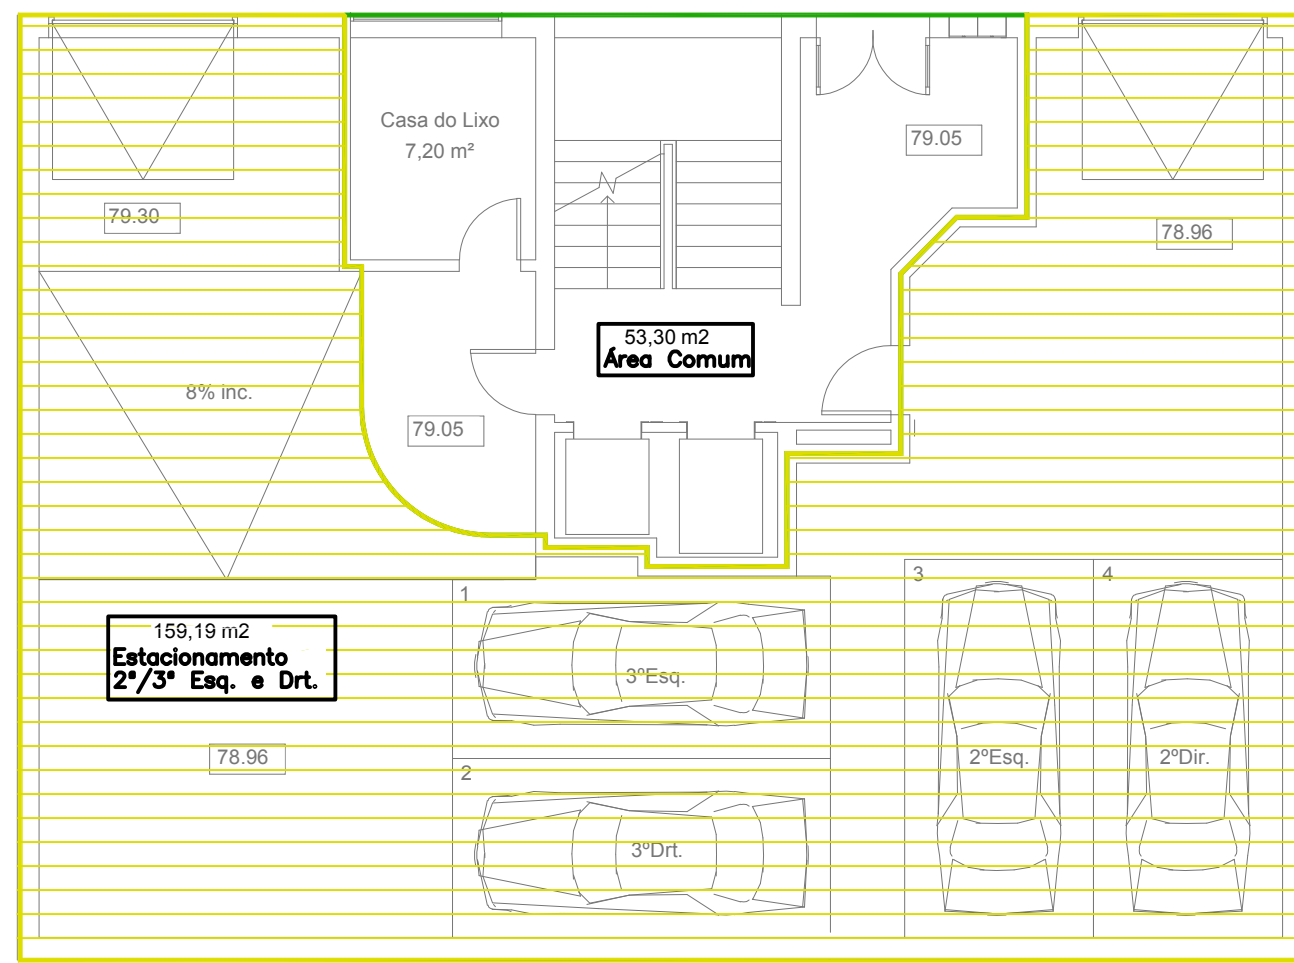 Casa do Lixo
7,20 m²
79.05
79.30
78.96
53,30 m2
Área Comum
8% inc.
79.05
3
4
1
159,19 m2
Estacionamento
2º/3º Esq. e Drt.
3ºEsq.
78.96
2ºEsq.
2ºDir.
2
3ºDrt.